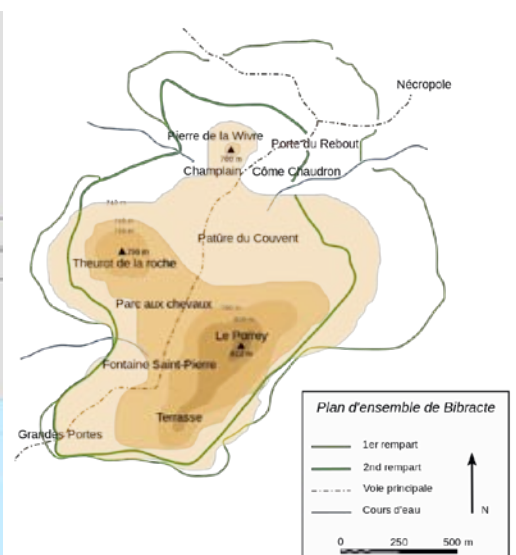 Nécropole
Pierre de la Wivre
Porte du Rebout
Champlain
Côme Chaudron
Patûre du Couvent
Theurot de la roche
Parc aux chevaux
Le Porrey
Fontaine Saint-Pierre
Terrasse
Grandes Portes
Plan d'ensemble de Bibracte
1er rempart
2nd rempart
Voie principale
Cours d'eau
N
0 250 500 m